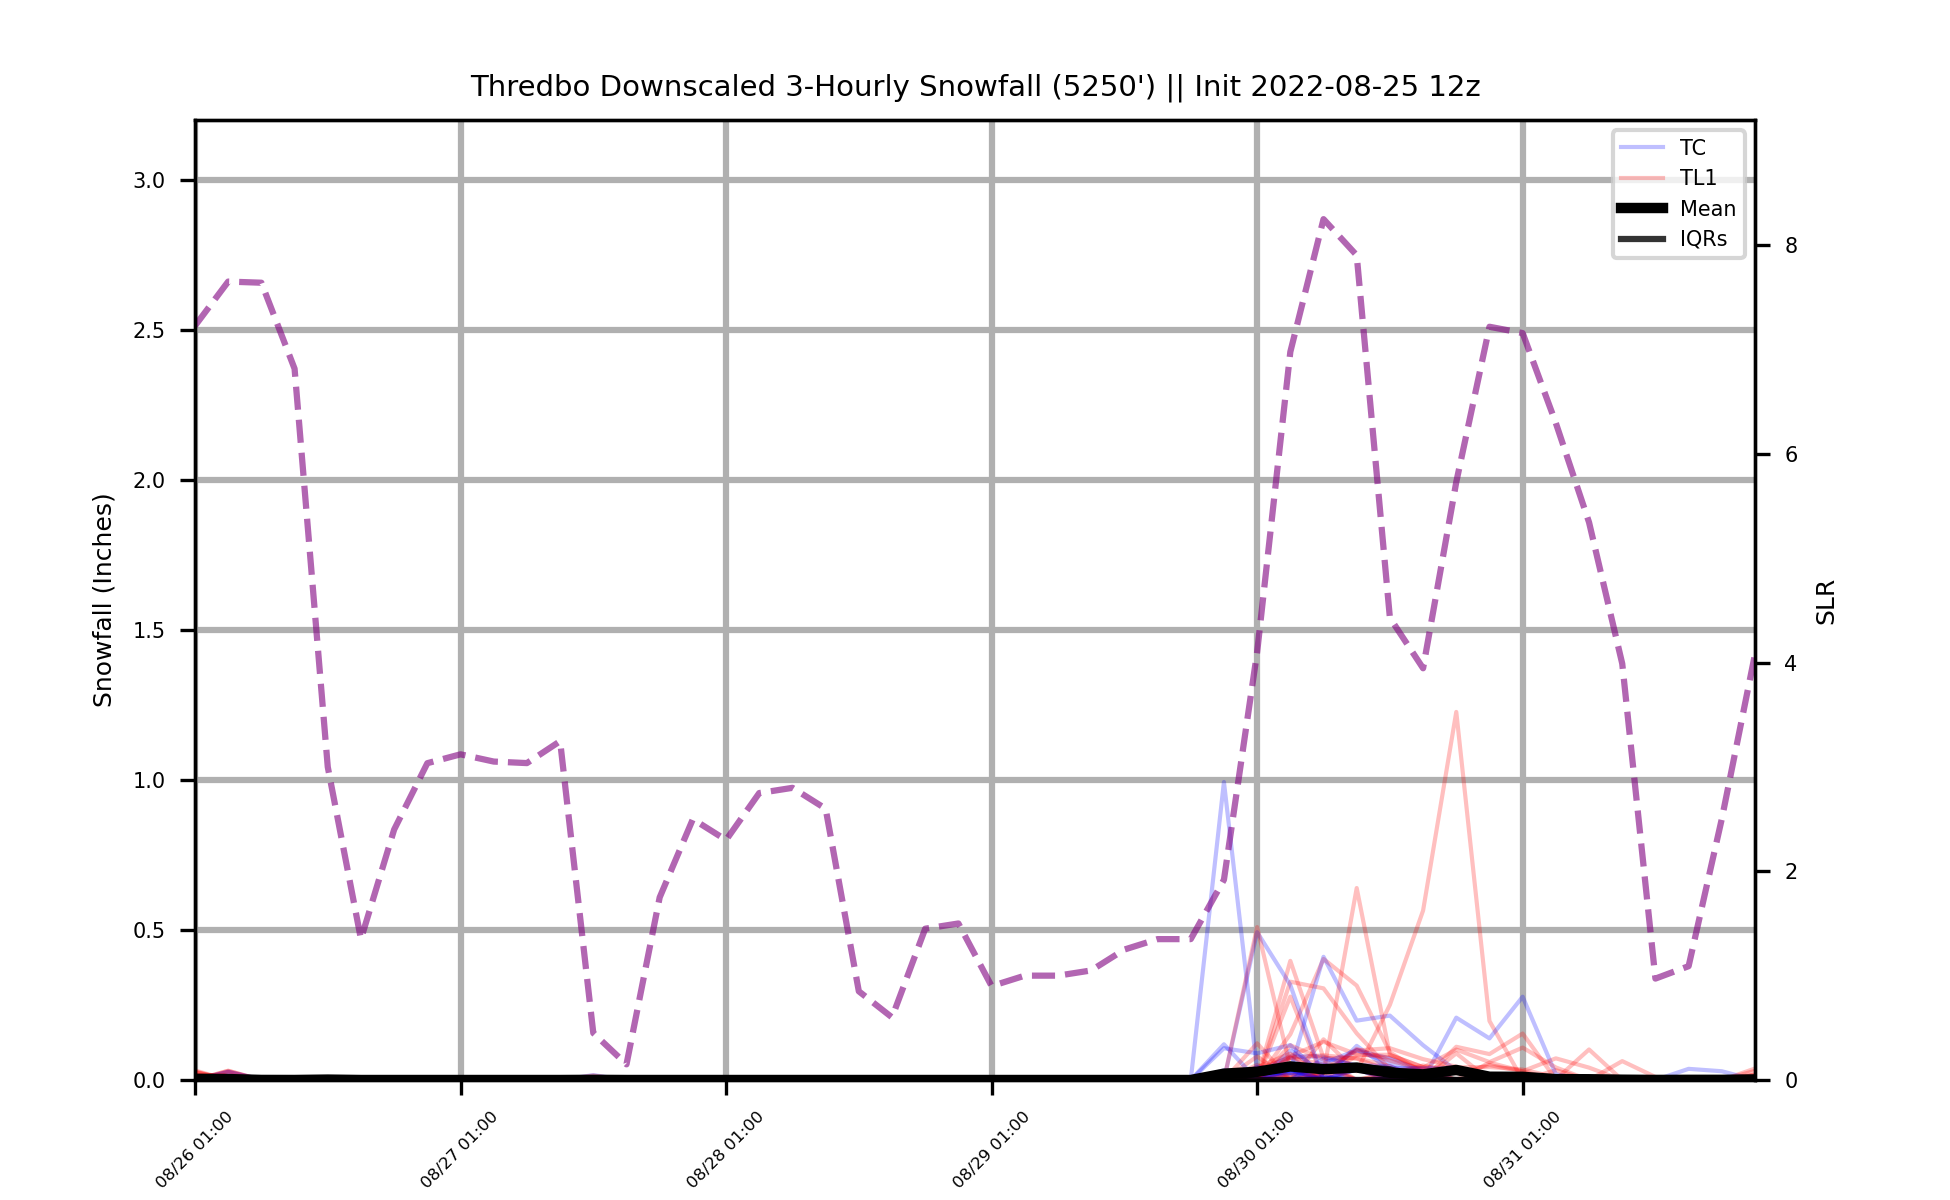 Thredbo Downscaled 3-Hourly Snowfall (5250') || Init 2022-08-25 12z
TC
TL1
Mean
IQRs
3.0
2.5
2.0
1.5
1.0
0.5
0.0
Snowfall (Inches)
8
6
4
2
0
SLR
08/26 01:00
08/27 01:00
08/28 01:00
08/29 01:00
08/30 01:00
08/31 01:00